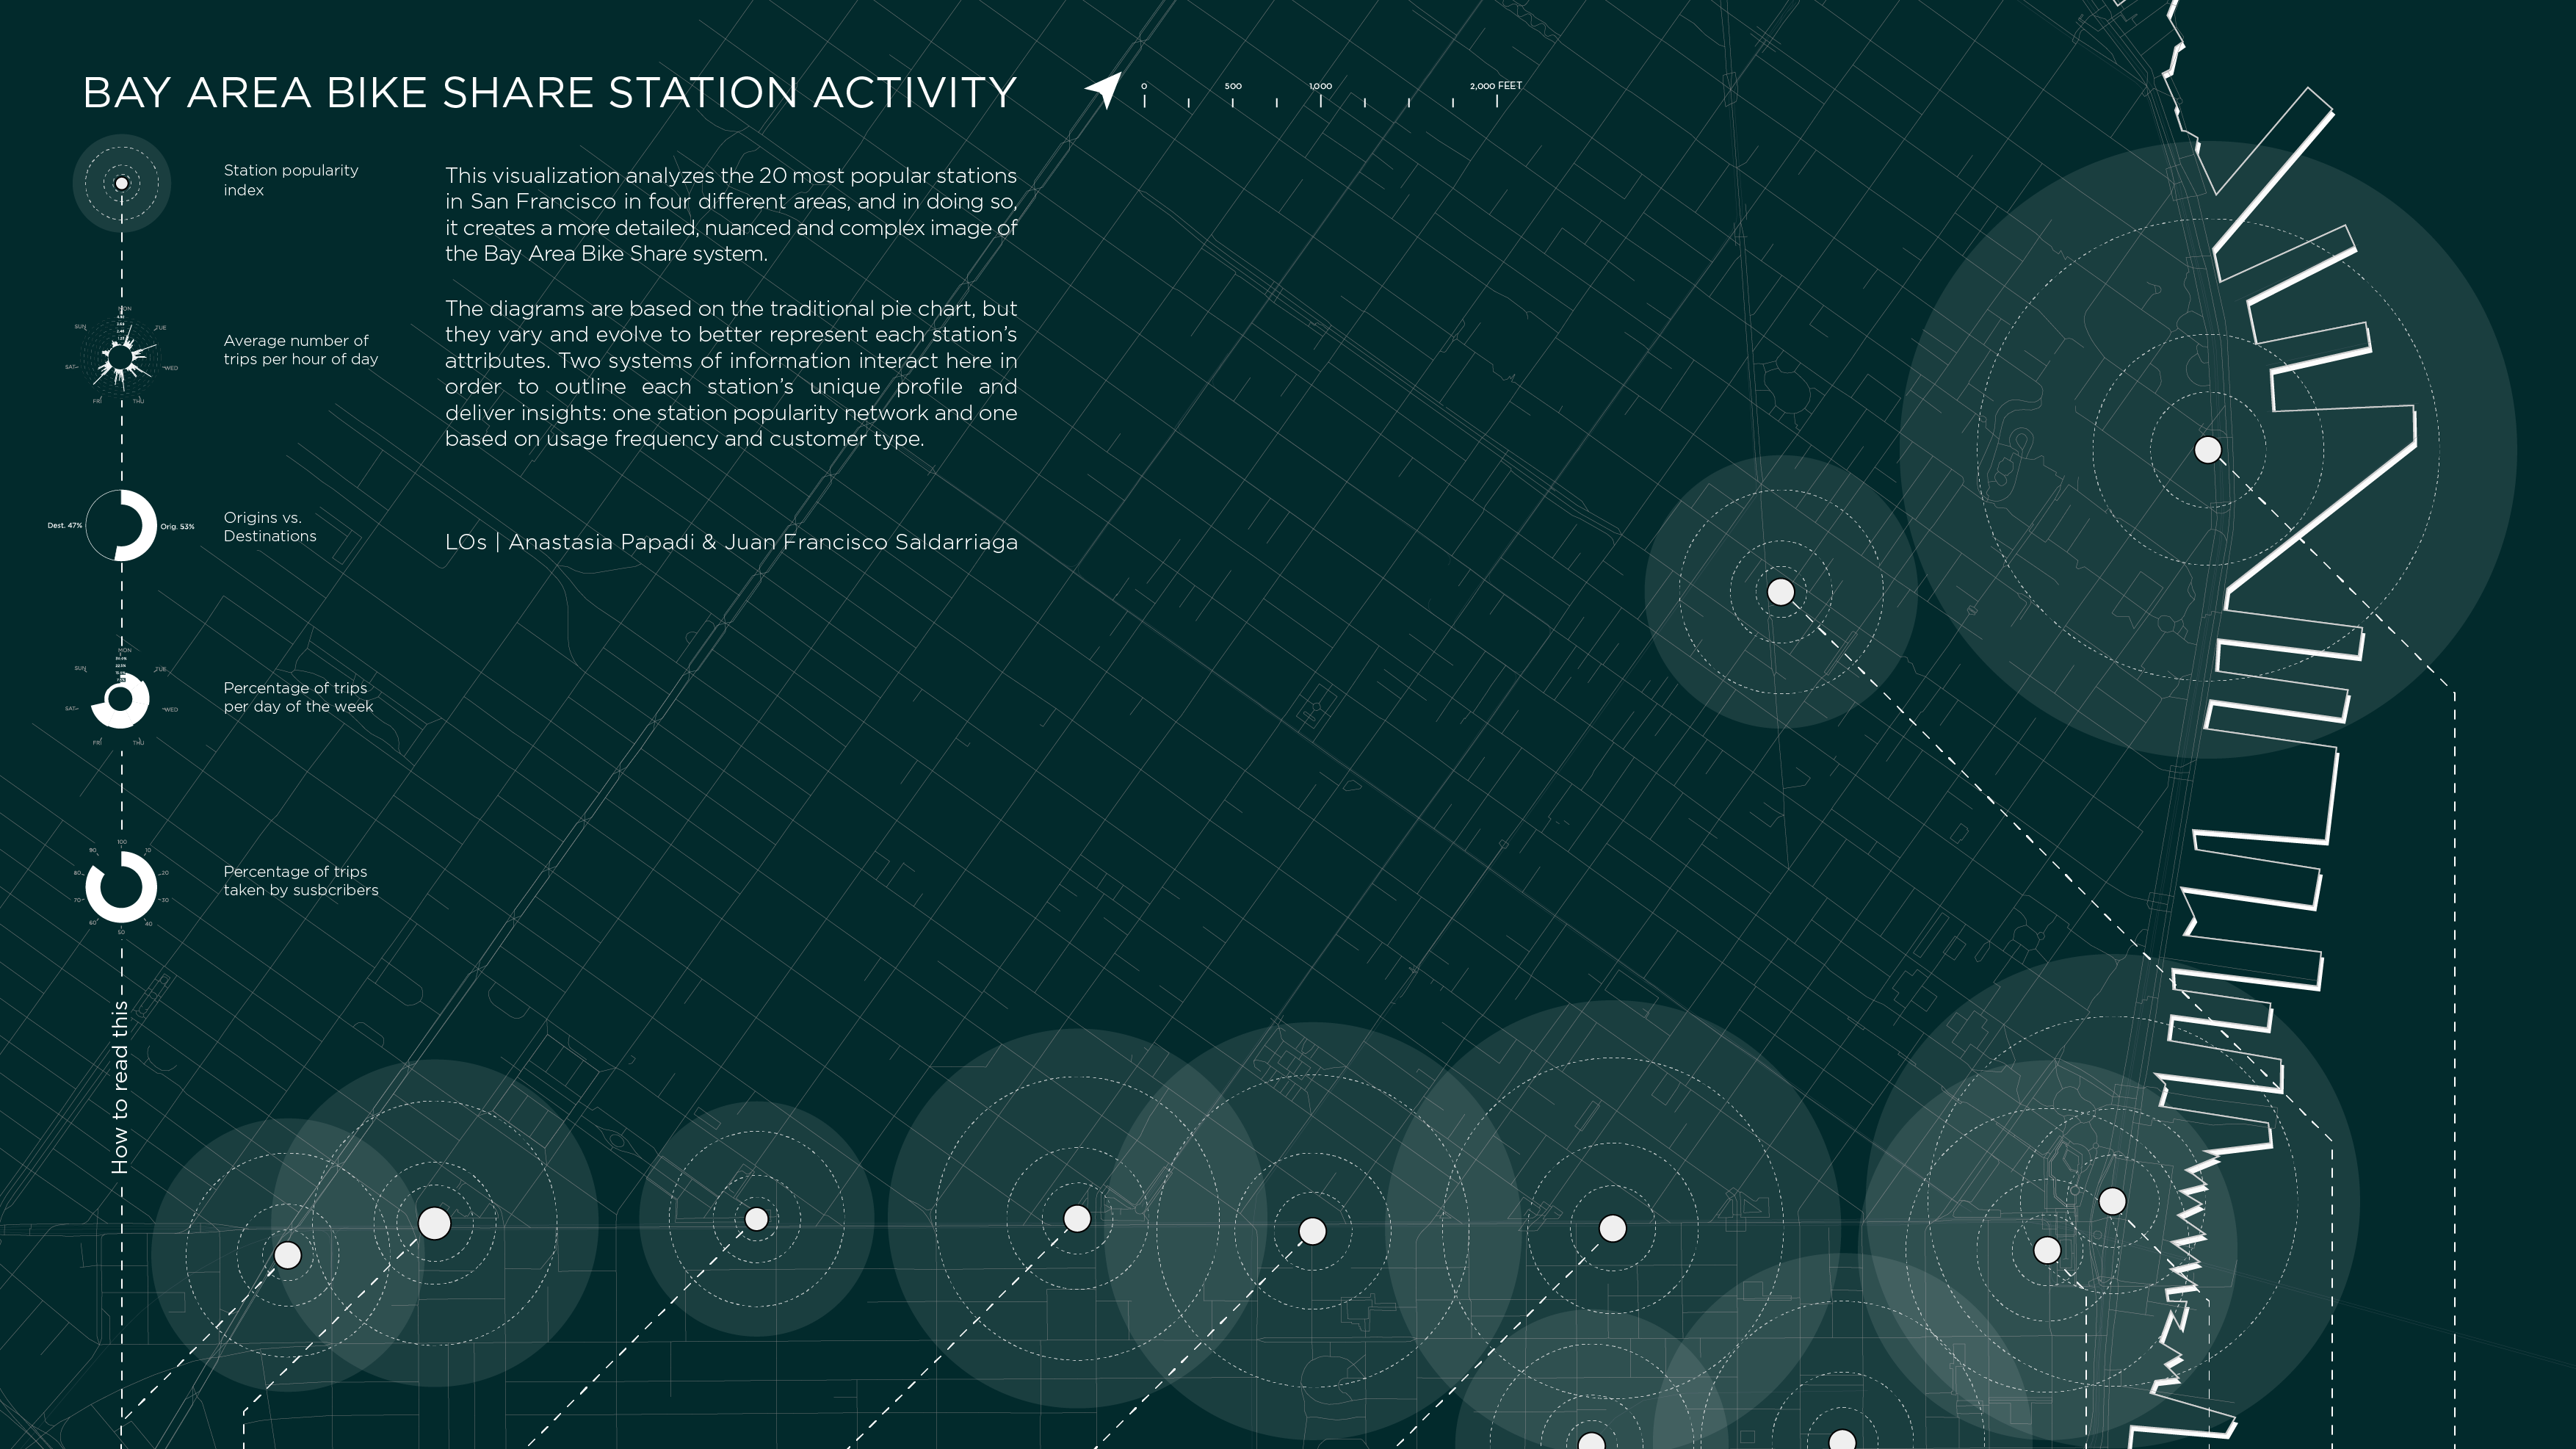 BAY AREA BIKE SHARE STATION ACTIVITY
0 500 1,000 2,000 FEET
Station popularity
index
This visualization analyzes the 20 most popular stations
in San Francisco in four different areas, and in doing so,
it creates a more detailed, nuanced and complex image of
the Bay Area Bike Share system.
The diagrams are based on the traditional pie chart, but
they vary and evolve to better represent each station's
attributes. Two systems of information interact here in
order to outline each station's unique profile and
deliver insights: one station popularity network and one
based on usage frequency and customer type.
LOs | Anastasia Papadi & Juan Francisco Saldarriaga
MON
SUN TUE
SAT WED
FRI THU
Average number of
trips per hour of day
Dest. 47% Orig. 53%
Origins vs.
Destinations
MON
SUN TUE
SAT WED
FRI THU
Percentage of trips
per day of the week
100
90 10
80 20
70 30
60 40
50
Percentage of trips
taken by susbcribers
How to read this